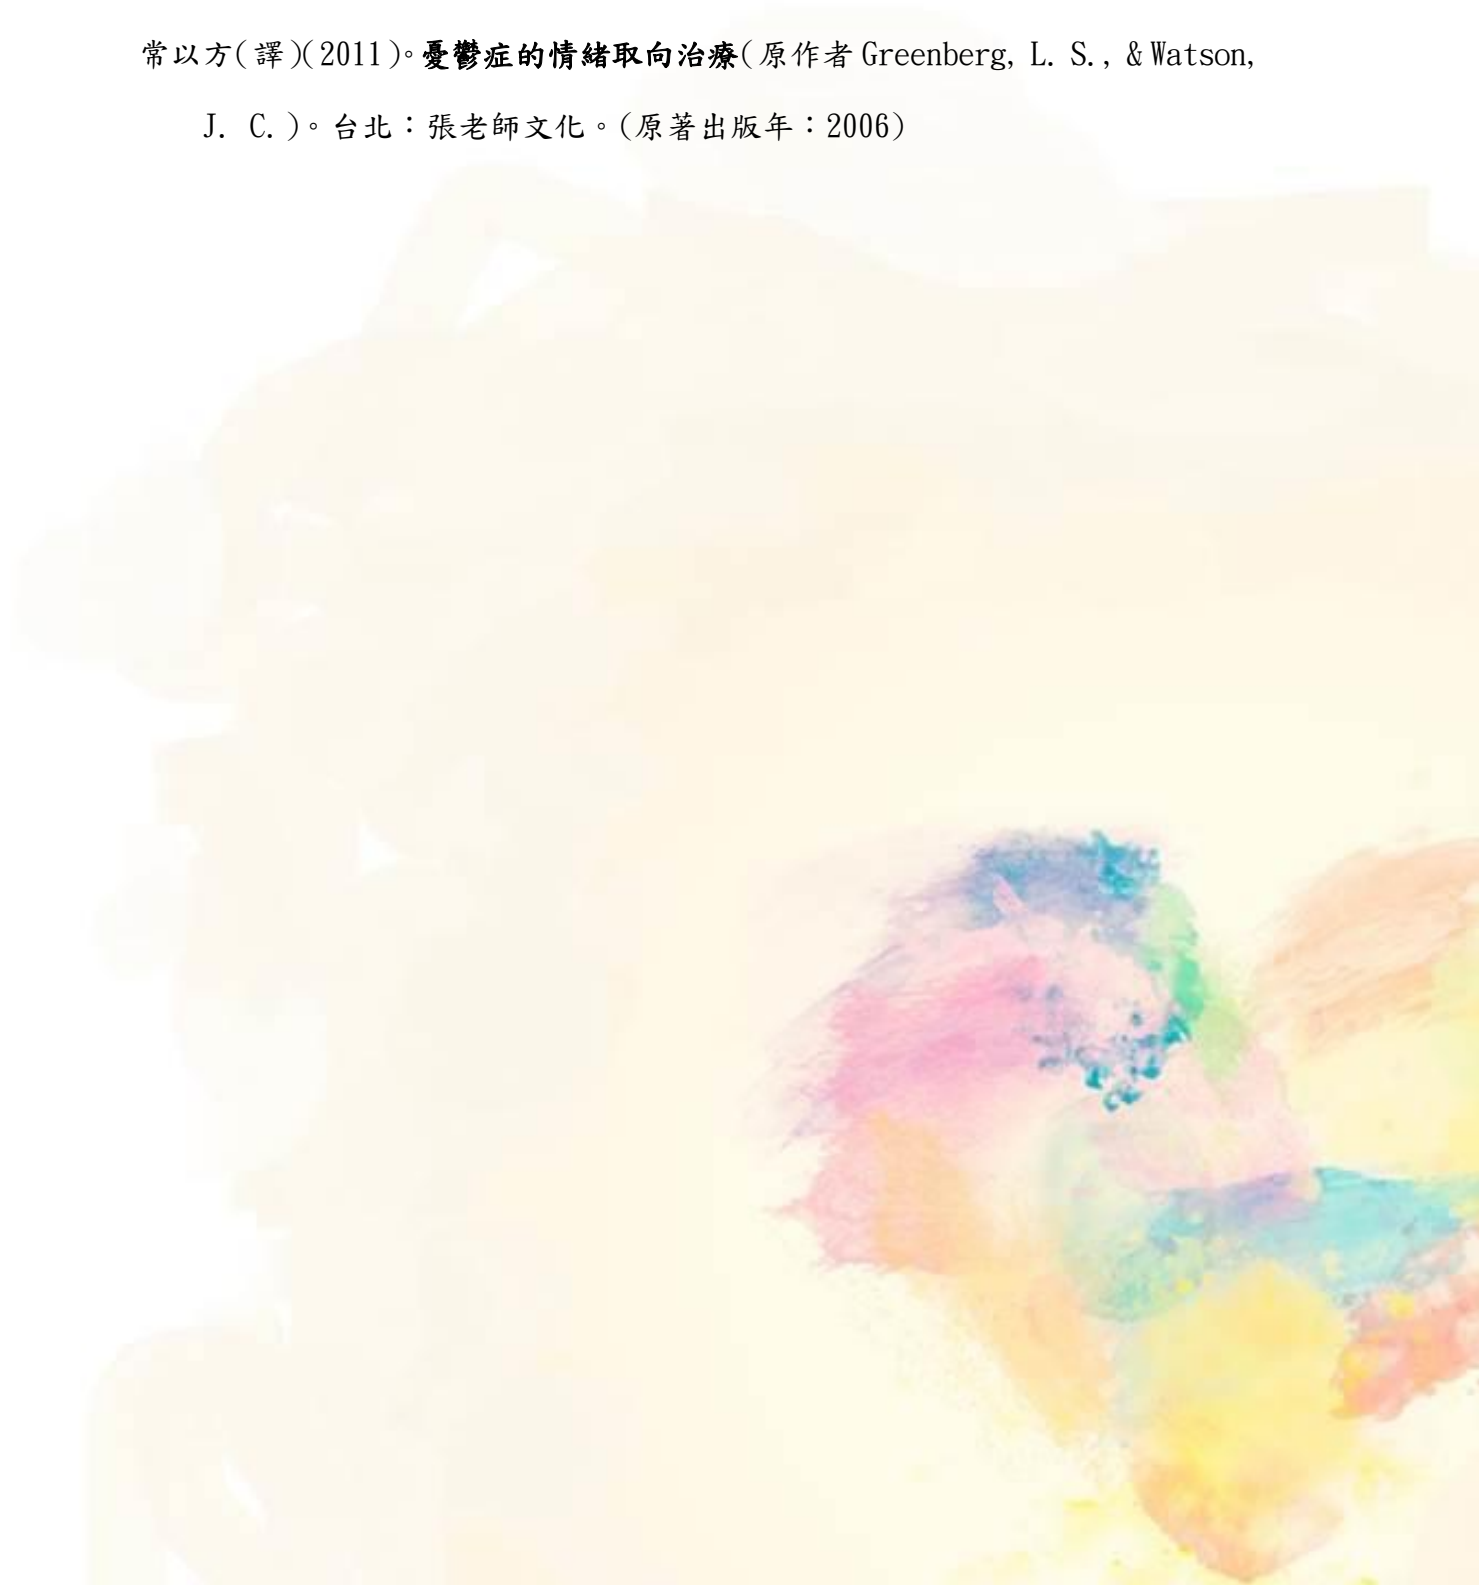 常以方(譯)(2011)。憂鬱症的情緒取向治療(原作者 Greenberg, L. S., & Watson,
J. C.)。台北：張老師文化。(原著出版年：2006)